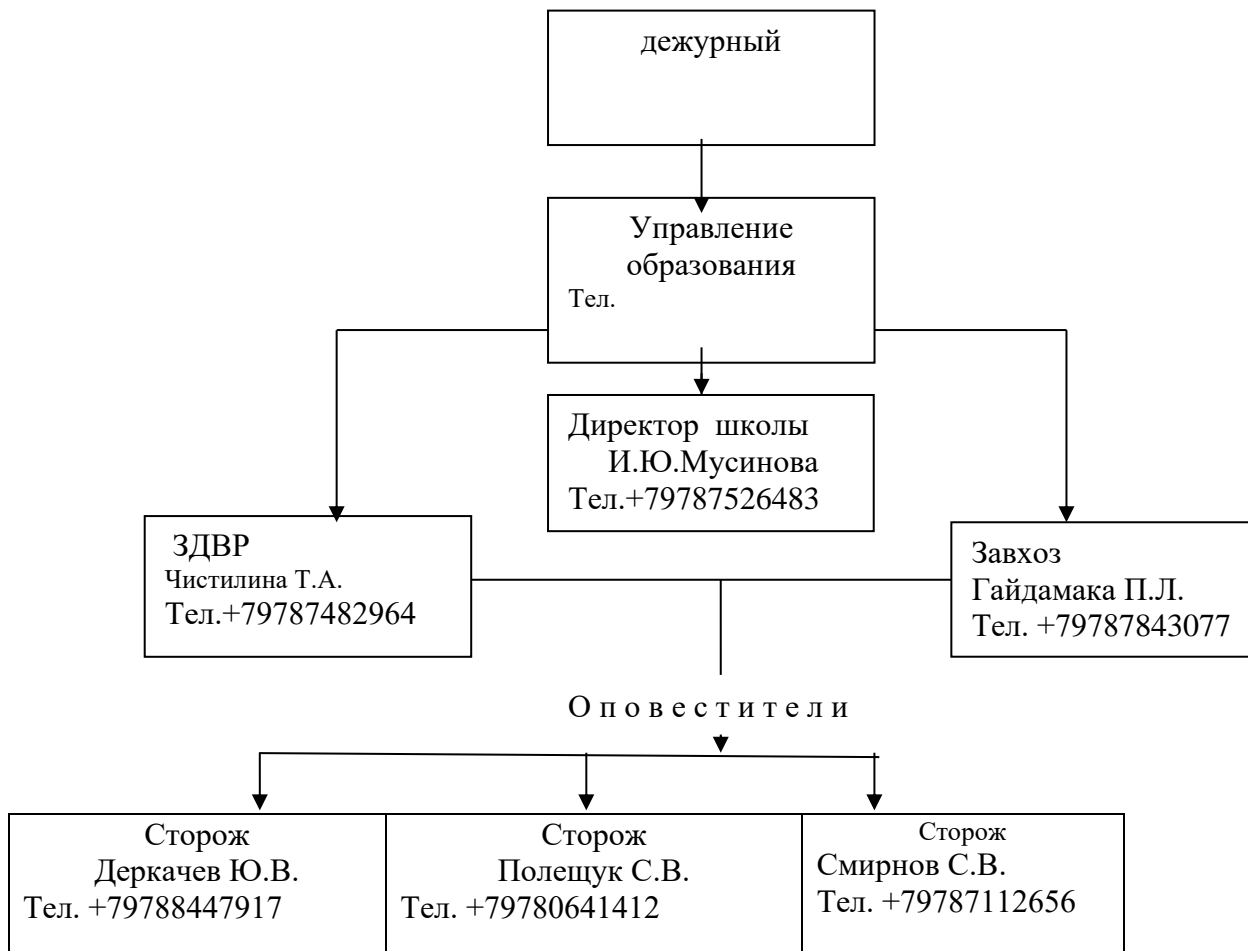 дежурный
Управление
образования
Тел.
Директор школы
И.Ю.Мусинова
Тел.+79787526483
ЗДВР
Чистилина Т.А.
Тел.+79787482964
Завхоз
Гайдамака П.Л.
Тел. +79787843077
О п о в е с т и т е л и
Сторож
Деркачев Ю.В.
Тел. +79788447917
Сторож
Полещук С.В.
Тел. +79780641412
Сторож
Смирнов С.В.
Тел. +79787112656